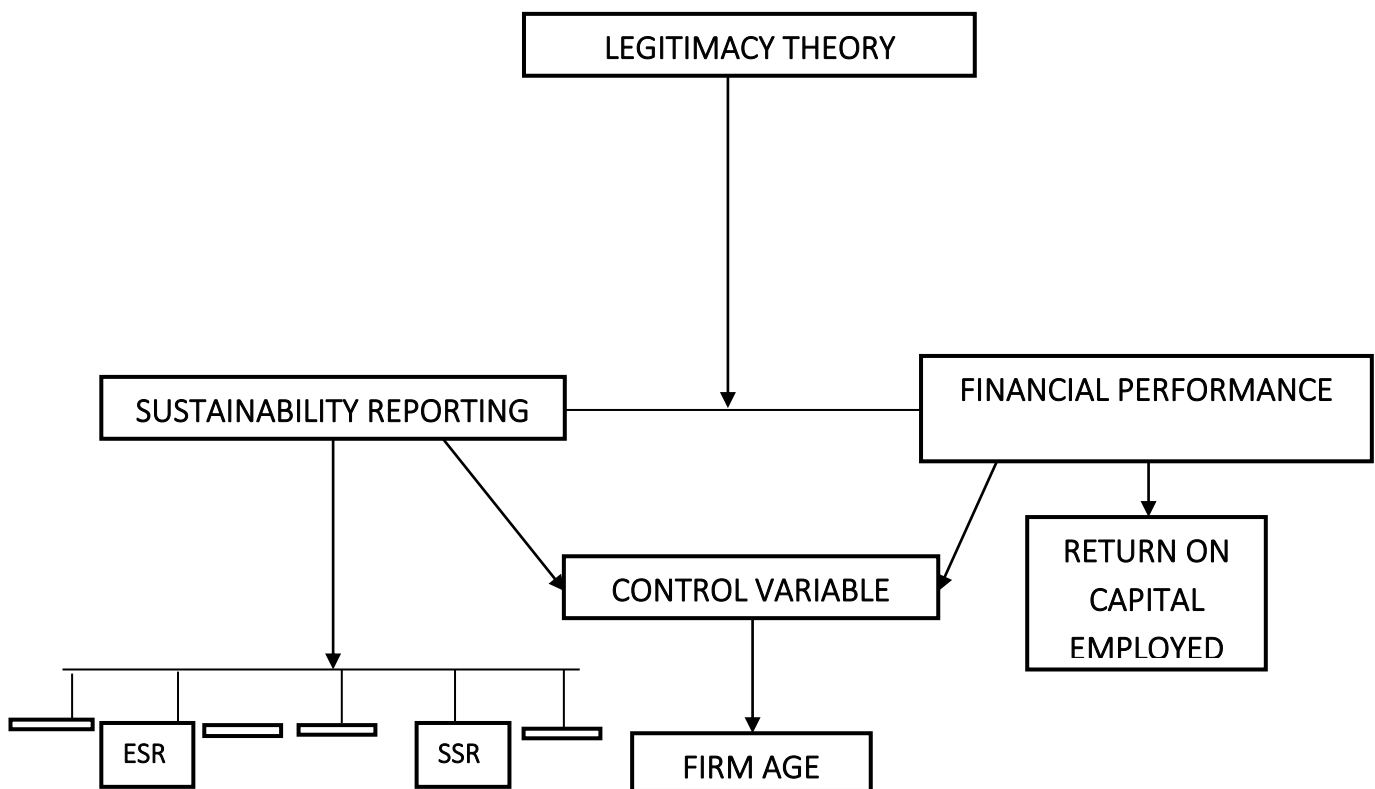 LEGITIMACY THEORY
SUSTAINABILITY REPORTING
FINANCIAL PERFORMANCE
CONTROL VARIABLE
RETURN ON
CAPITAL
EMPLOYED
ESR
SSR
FIRM AGE